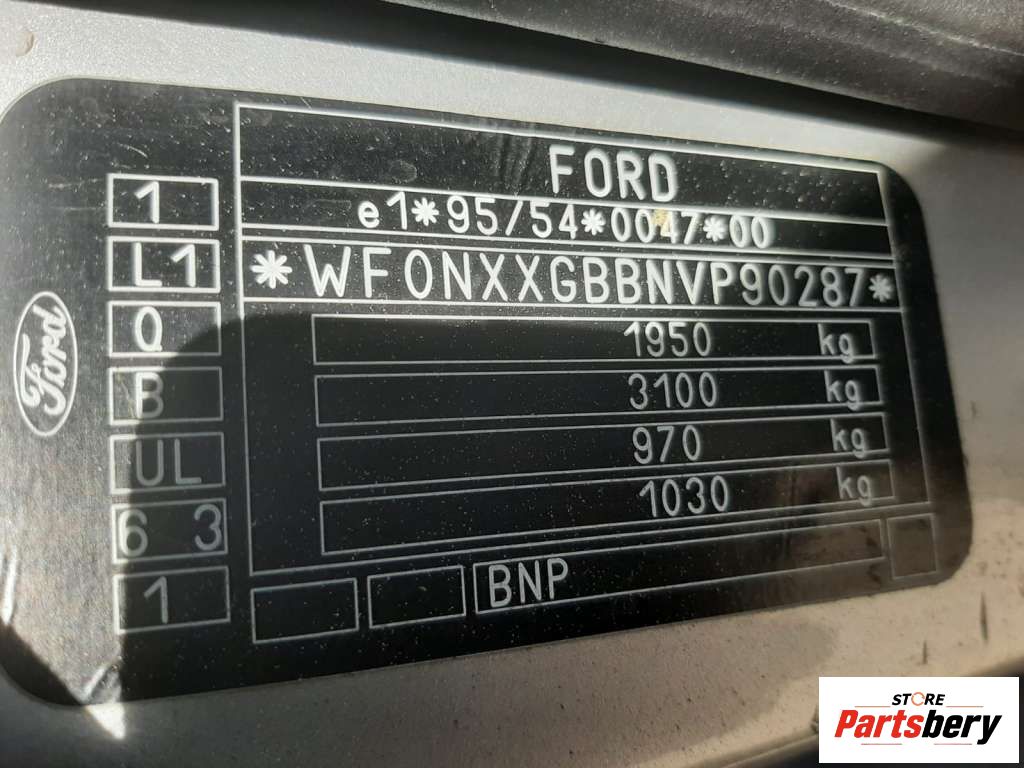 FORD
e1*95/54*0047*00
*WF0NXXGBBNVP90287*
1950 kg
3100 kg
970 kg
1030 kg
BNP
1
L1
Q
B
UL
6 3
1
Ford
STORE
Partsbery